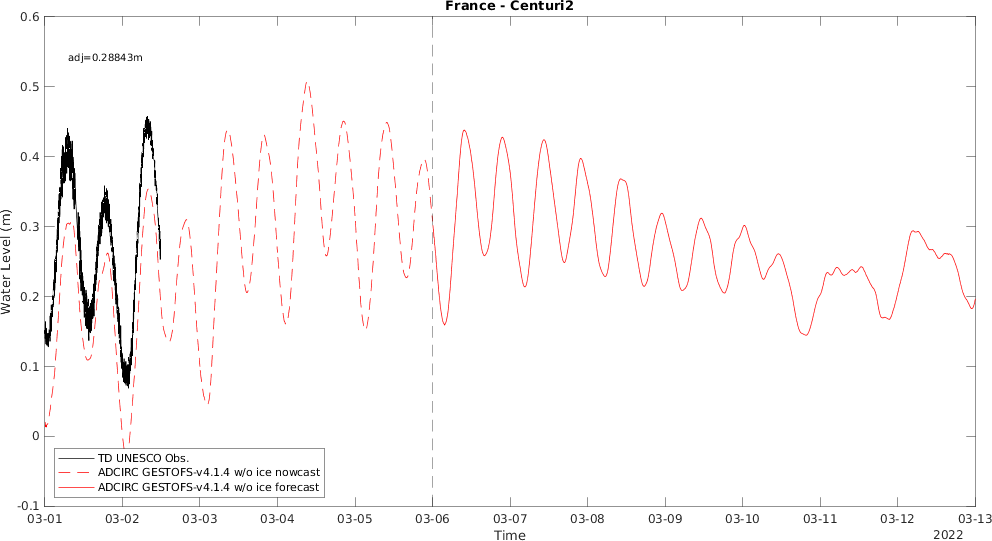 France - Centuri2
adj=0.28843m
Water Level (m)
0.6
0.5
0.4
0.3
0.2
0.1
0
-0.1
TD UNESCO Obs.
ADCIRC GESTOFS-v4.1.4 w/o ice nowcast
ADCIRC GESTOFS-v4.1.4 w/o ice forecast
03-01 03-02 03-03 03-04 03-05 03-06 03-07 03-08 03-09 03-10 03-11 03-12 03-13
Time
2022